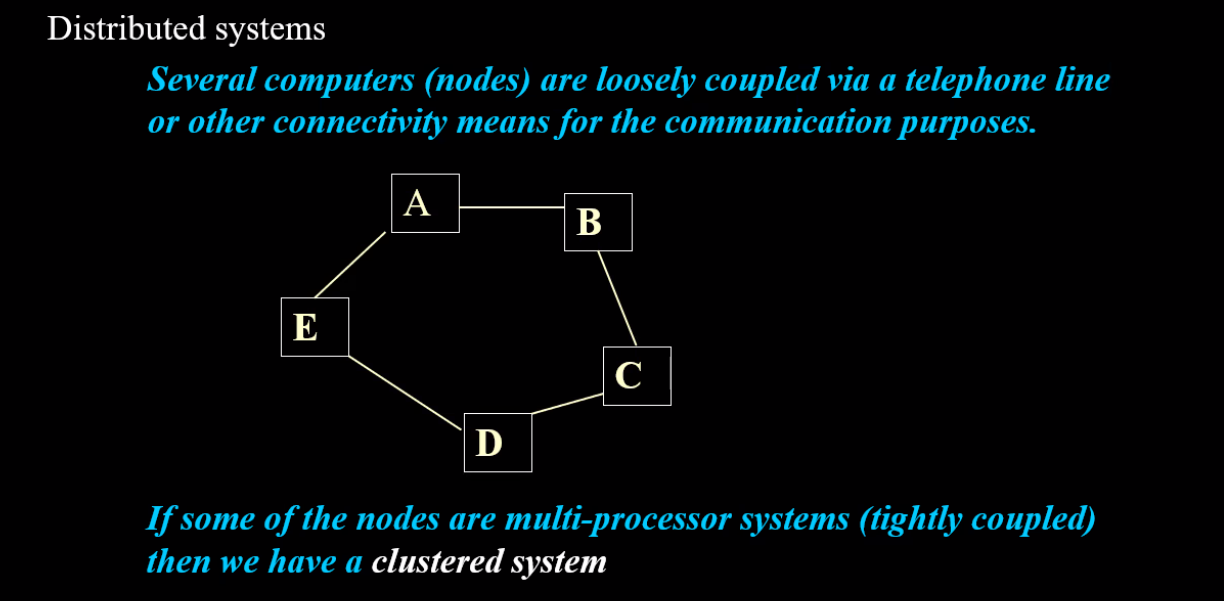 Distributed systems
Several computers (nodes) are loosely coupled via a telephone line
or other connectivity means for the communication purposes.
A
B
E
C
D
If some of the nodes are multi-processor systems (tightly coupled)
then we have a clustered system